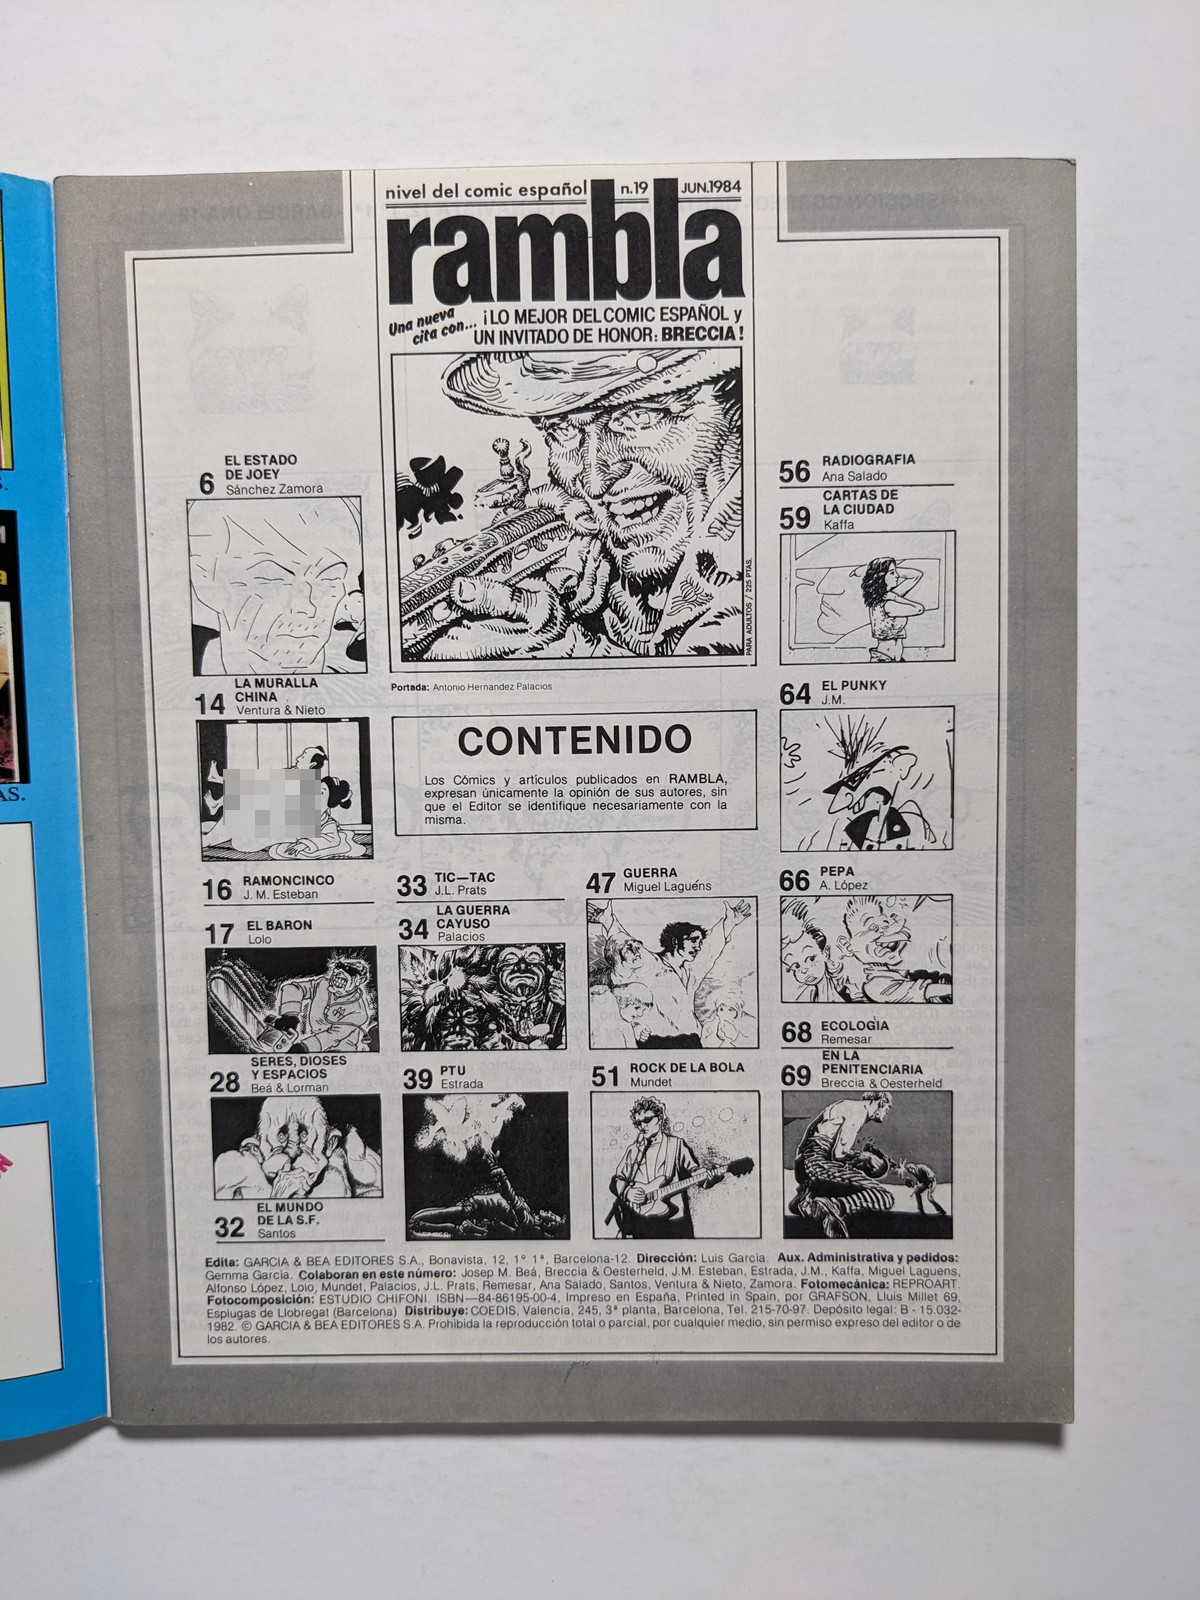 nivel del comic español n.19 JUN.1984
rambla
Una nueva
cita con...
¡LO MEJOR DEL COMIC ESPAÑOL y
UN INVITADO DE HONOR: BRECCIA!
PARA ADULTOS / 225 PTAS.
Portada: Antonio Hernandez Palacios
CONTENIDO
Los Cómics y artículos publicados en RAMBLA,
expresan únicamente la opinión de sus autores, sin
que el Editor se identifique necesariamente con la
misma.
6 EL ESTADO
DE JOEY
Sánchez Zamora
14 LA MURALLA
CHINA
Ventura & Nieto
16 RAMONCINCO
J. M. Esteban
17 EL BARON
Lolo
28 SERES, DIOSES
Y ESPACIOS
Beá & Lorman
32 EL MUNDO
DE LA S.F.
Santos
33 TIC—TAC
J.L. Prats
34 LA GUERRA
CAYUSO
Palacios
39 PTU
Estrada
47 GUERRA
Miguel Laguéns
51 ROCK DE LA BOLA
Mundet
56 RADIOGRAFIA
Ana Salado
59 CARTAS DE
LA CIUDAD
Kaffa
64 EL PUNKY
J.M.
66 PEPA
A. López
68 ECOLOGIA
Remesar
69 EN LA
PENITENCIARIA
Breccia & Oesterheld
Edita: GARCIA & BEA EDITORES S.A., Bonavista, 12, 1º 1ª, Barcelona-12. Dirección: Luis García. Aux. Administrativa y pedidos:
Gemma García. Colaboran en este número: Josep M. Beá, Breccia & Oesterheld, J.M. Esteban, Estrada, J.M., Kaffa, Miguel Laguens,
Alfonso López, Lolo, Mundet, Palacios, J.L. Prats, Remesar, Ana Salado, Santos, Ventura & Nieto, Zamora. Fotomecánica: REPROART.
Fotocomposición: ESTUDIO CHIFONI. ISBN—84-86195-00-4, Impreso en España, Printed in Spain, por GRAFSON, Lluis Millet 69,
Esplugas de Llobregat (Barcelona) Distribuye: COEDIS, Valencia, 245, 3ª planta, Barcelona, Tel. 215-70-97. Depósito legal: B - 15.032-
1982. © GARCIA & BEA EDITORES S.A. Prohibida la reproducción total o parcial, por cualquier medio, sin permiso expreso del editor o de
los autores.